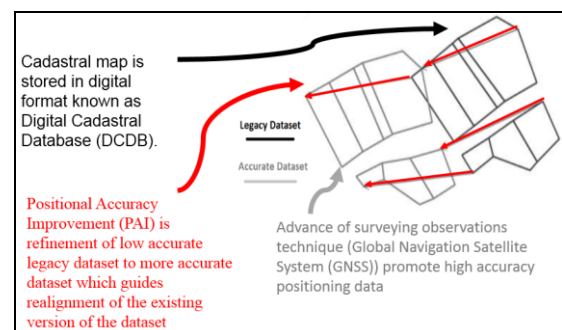 Cadastral map is
stored in digital
format known as
Digital Cadastral
Database (DCDB).
Legacy Dataset
Accurate Dataset
Positional Accuracy
Improvement (PAI) is
refinement of low accurate
legacy dataset to more accurate
dataset which guides
realignment of the existing
version of the dataset
Advance of surveying observations
technique (Global Navigation Satellite
System (GNSS)) promote high accuracy
positioning data